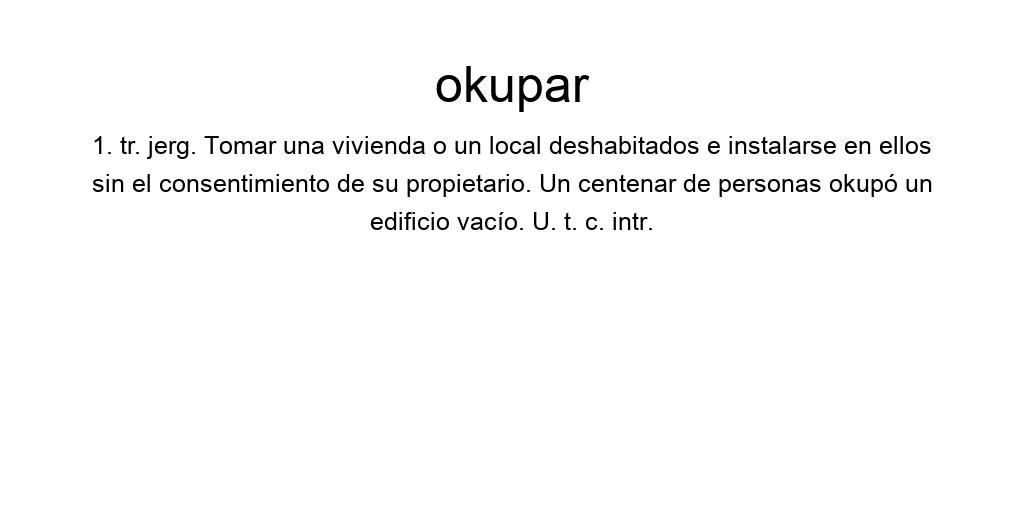 okupar
1. tr. jerg. Tomar una vivienda o un local deshabitados e instalarse en ellos
sin el consentimiento de su propietario. Un centenar de personas okupó un
edificio vacío. U. t. c. intr.